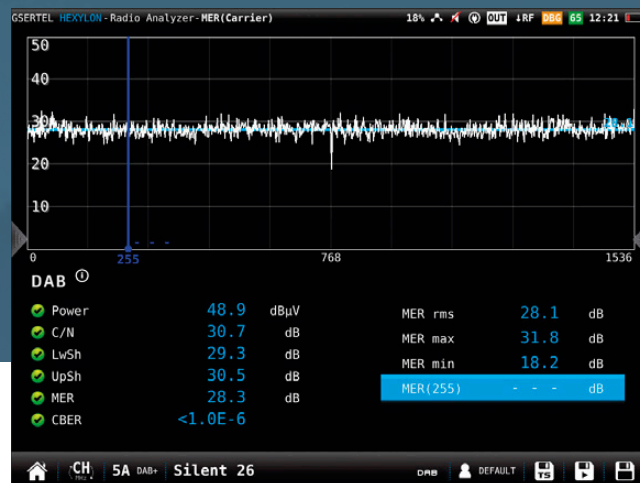 GSERTEL HEXYLON-Radio Analyzer-MER(Carrier) 18% OUT ↓RF DBG 65 12:21
50
40
30
20
10
0 255 768 1536
- - -
DAB
Power 48.9 dBµV
C/N 30.7 dB
LwSh 29.3 dB
UpSh 30.5 dB
MER 28.3 dB
CBER <1.0E-6
MER rms 28.1 dB
MER max 31.8 dB
MER min 18.2 dB
MER(255) - - - dB
CH MHz 5A DAB+ Silent 26 DAB DEFAULT TS